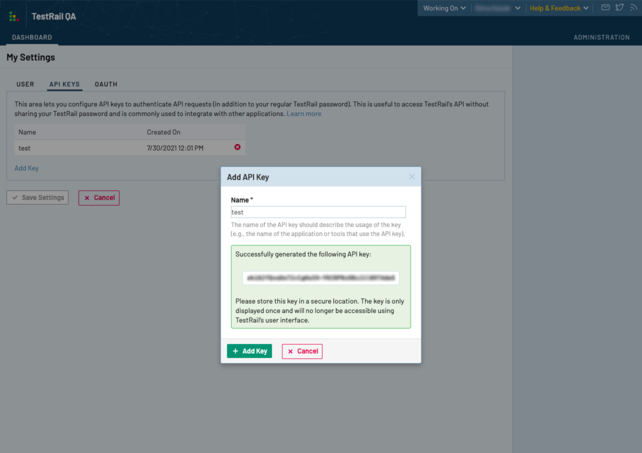 TestRail QA
Working On
Help & Feedback
DASHBOARD
ADMINISTRATION
My Settings
USER
API KEYS
OAUTH
This area lets you configure API keys to authenticate API requests (in addition to your regular TestRail password). This is useful to access TestRail's API without
sharing your TestRail password and is commonly used to integrate with other applications. Learn more
Name
Created On
test
7/30/2021 12:01 PM
Add Key
Save Settings
Cancel
Add API Key
Name *
test
The name of the API key should describe the usage of the key
(e.g., the name of the application or tools that use the API key).
Successfully generated the following API key:
Please store this key in a secure location. The key is only
displayed once and will no longer be accessible using
TestRail's user interface.
Add Key
Cancel